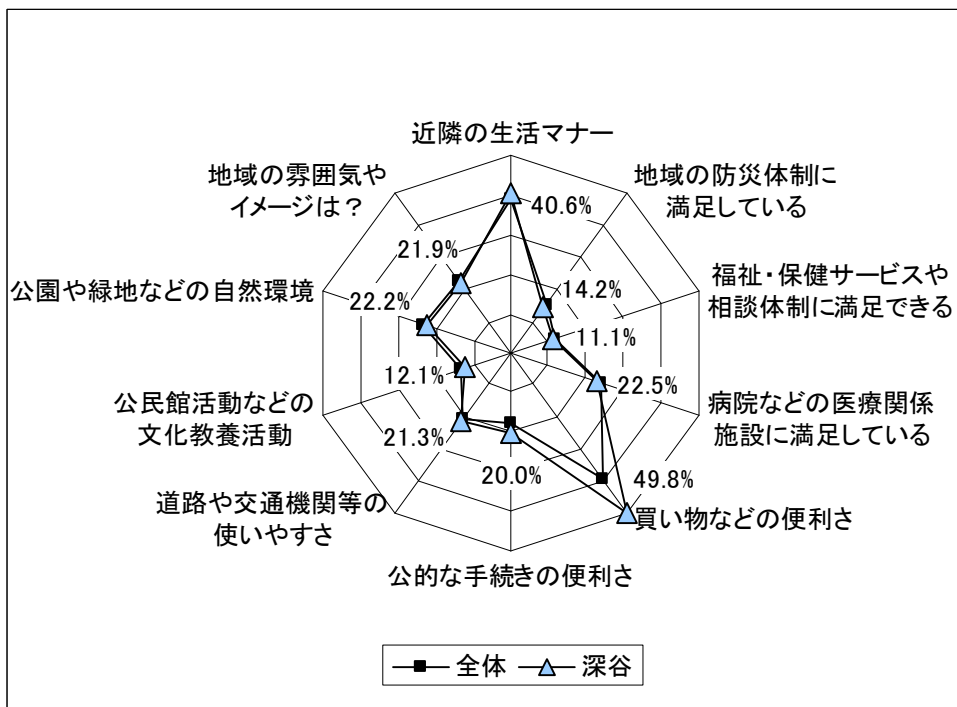 近隣の生活マナー
地域の防災体制に
満足している
福祉・保健サービスや
相談体制に満足できる
病院などの医療関係
施設に満足している
買い物などの便利さ
公的な手続きの便利さ
道路や交通機関等の
使いやすさ
公民館活動などの
文化教養活動
公園や緑地などの自然環境
地域の雰囲気や
イメージは？
40.6%
14.2%
11.1%
22.5%
49.8%
20.0%
21.3%
12.1%
22.2%
21.9%
全体 深谷